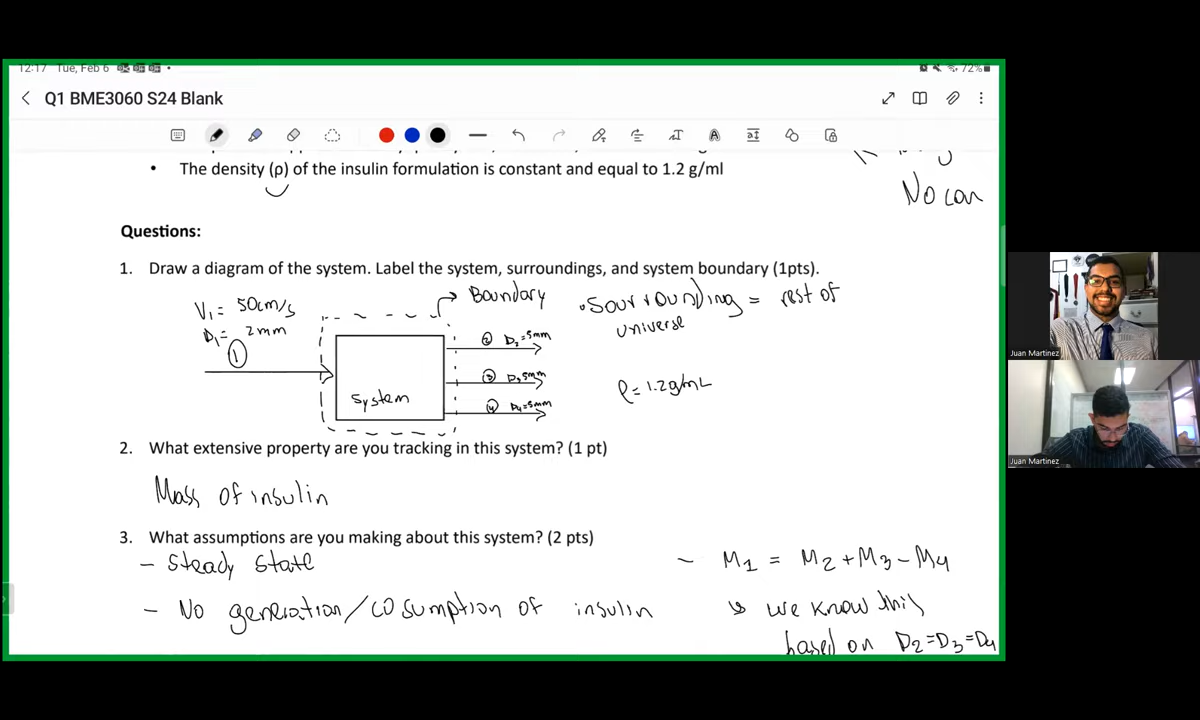 12:17 Tue, Feb 6
72%
Q1 BME3060 S24 Blank
• The density (ρ) of the insulin formulation is constant and equal to 1.2 g/ml
No con
Questions:
1. Draw a diagram of the system. Label the system, surroundings, and system boundary (1pts).
V1 = 50cm/s
D1 = 2mm
1
Boundary
System
2 D2=5mm
3 D3 5mm
4 D4=5mm
•Sourrounding = rest of
universe
ρ = 1.2g/mL
2. What extensive property are you tracking in this system? (1 pt)
Mass of insulin
3. What assumptions are you making about this system? (2 pts)
- Steady State
- No generation/cosumption of insulin
- M1 = M2+M3-M4
↳ we know this
based on D2=D3=D4
Juan Martinez
Juan Martinez